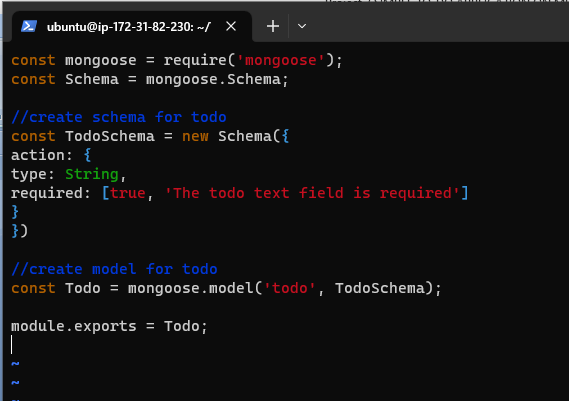 ubuntu@ip-172-31-82-230: ~/
const mongoose = require('mongoose');
const Schema = mongoose.Schema;
//create schema for todo
const TodoSchema = new Schema({
action: {
type: String,
required: [true, 'The todo text field is required']
}
})
//create model for todo
const Todo = mongoose.model('todo', TodoSchema);
module.exports = Todo;
~
~
~